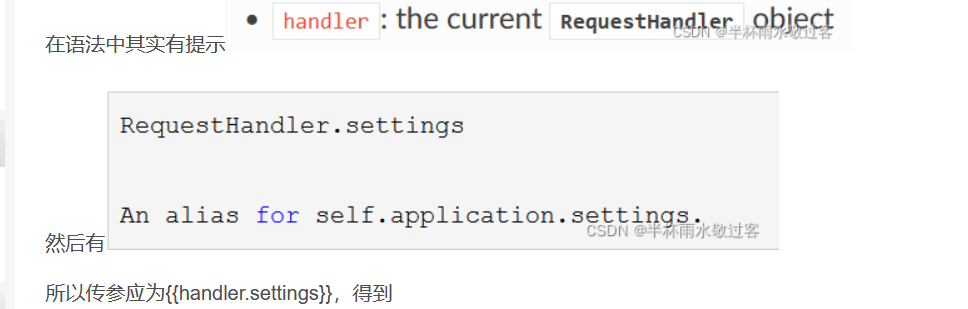 • handler: the current RequestHandler object
CSDN @半杯雨水敬过客
在语法中其实有提示
RequestHandler.settings
An alias for self.application.settings.
CSDN @半杯雨水敬过客
然后有
所以传参应为{{handler.settings}}，得到